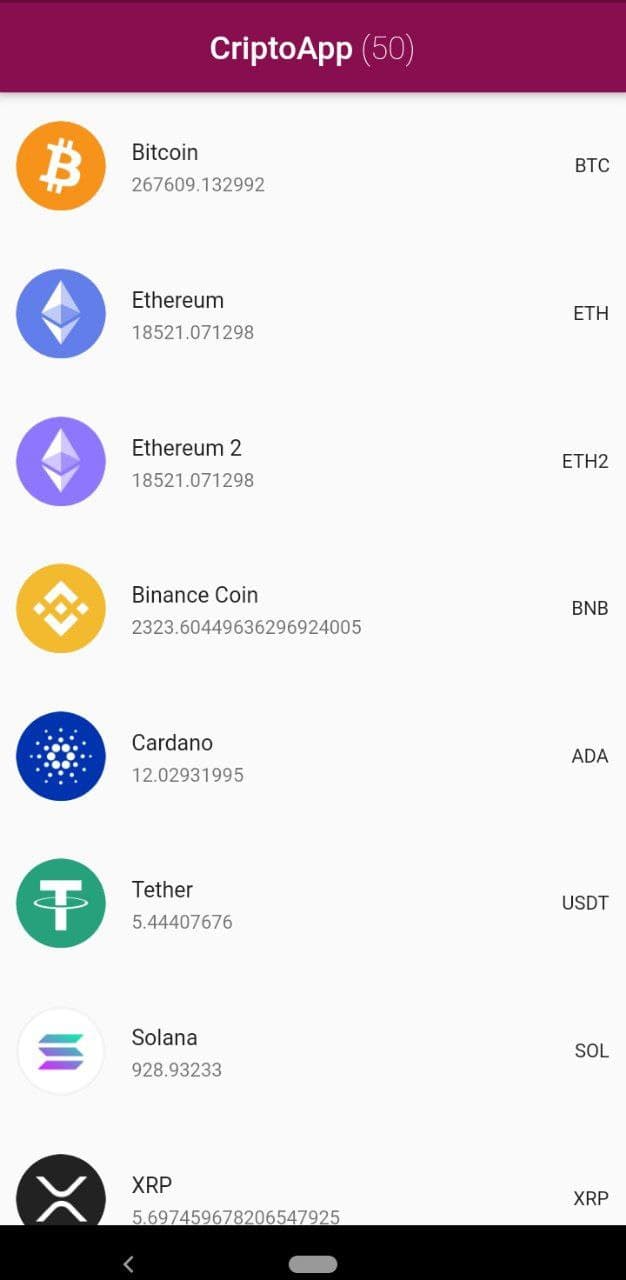 CriptoApp (50)
Bitcoin
267609.132992
BTC
Ethereum
18521.071298
ETH
Ethereum 2
18521.071298
ETH2
Binance Coin
2323.60449636296924005
BNB
Cardano
12.02931995
ADA
Tether
5.44407676
USDT
Solana
928.93233
SOL
XRP
5.697459678206547925
XRP